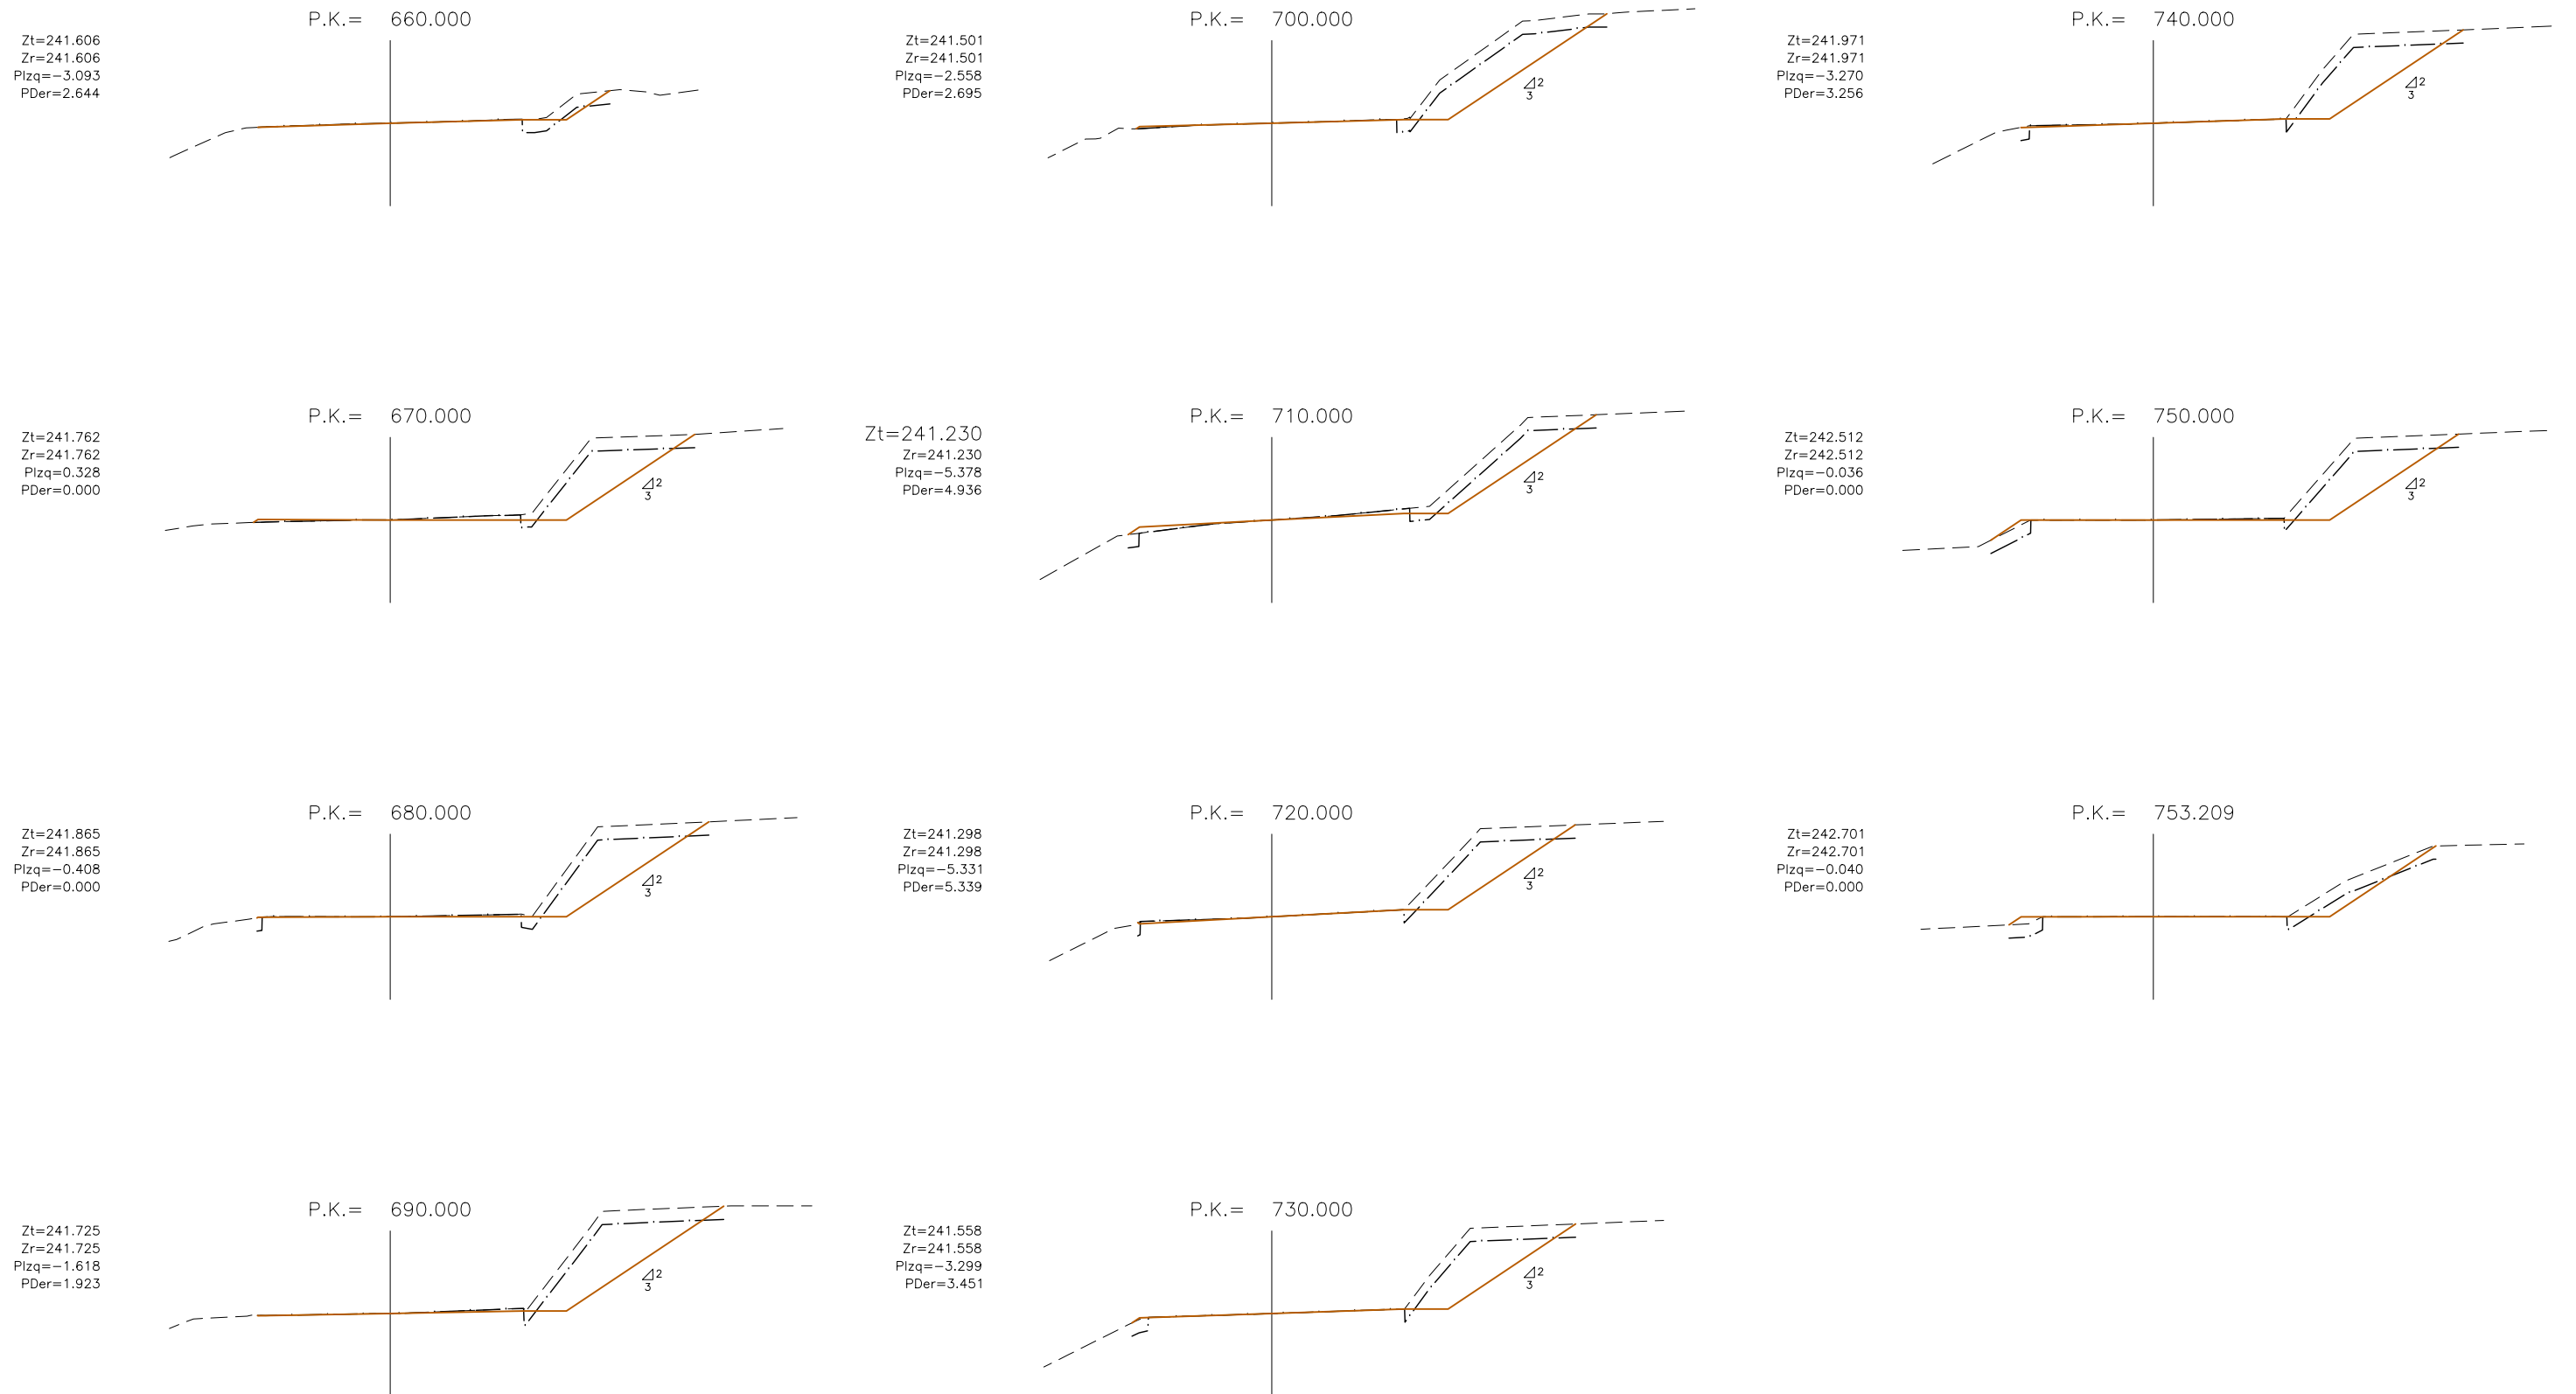 P.K.= 660.000
Zt=241.606
Zr=241.606
PIzq=-3.093
PDer=2.644
P.K.= 700.000
Zt=241.501
Zr=241.501
PIzq=-2.558
PDer=2.695
2
3
P.K.= 740.000
Zt=241.971
Zr=241.971
PIzq=-3.270
PDer=3.256
2
3
P.K.= 670.000
Zt=241.762
Zr=241.762
PIzq=0.328
PDer=0.000
2
3
P.K.= 710.000
Zt=241.230
Zr=241.230
PIzq=-5.378
PDer=4.936
2
3
P.K.= 750.000
Zt=242.512
Zr=242.512
PIzq=-0.036
PDer=0.000
2
3
P.K.= 680.000
Zt=241.865
Zr=241.865
PIzq=-0.408
PDer=0.000
2
3
P.K.= 720.000
Zt=241.298
Zr=241.298
PIzq=-5.331
PDer=5.339
2
3
P.K.= 753.209
Zt=242.701
Zr=242.701
PIzq=-0.040
PDer=0.000
P.K.= 690.000
Zt=241.725
Zr=241.725
PIzq=-1.618
PDer=1.923
2
3
P.K.= 730.000
Zt=241.558
Zr=241.558
PIzq=-3.299
PDer=3.451
2
3